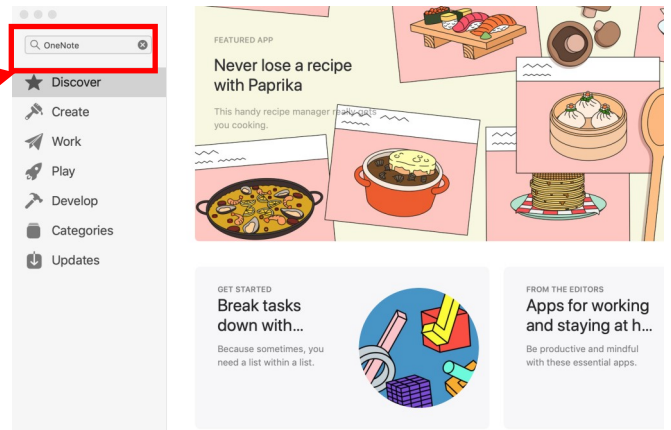 OneNote
Discover
Create
Work
Play
Develop
Categories
Updates
FEATURED APP
Never lose a recipe
with Paprika
This handy recipe manager really gets
you cooking.
GET STARTED
Break tasks
down with...
Because sometimes, you
need a list within a list.
FROM THE EDITORS
Apps for working
and staying at h...
Be productive and mindful
with these essential apps.